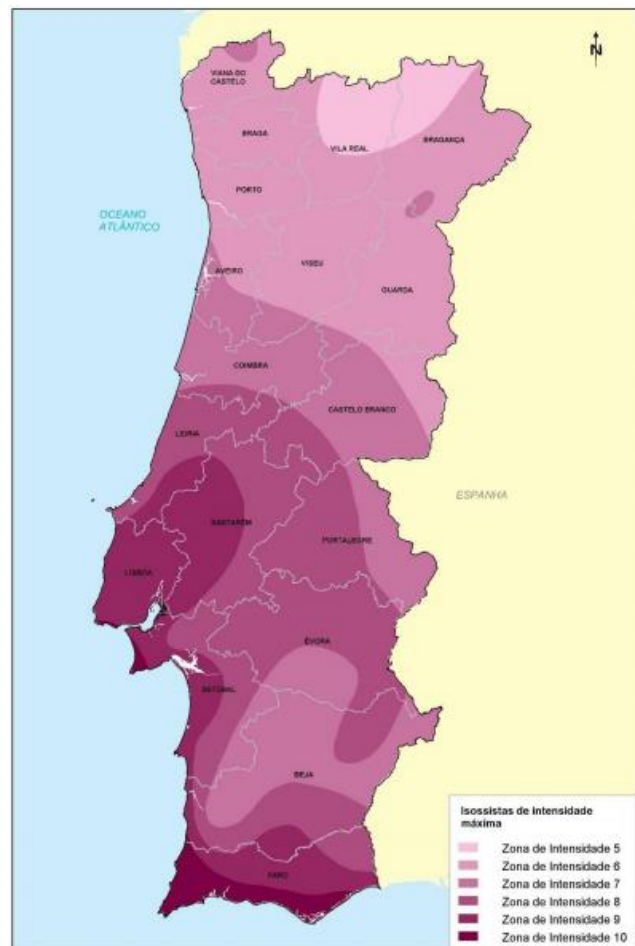 N
VIANA DO
CASTELO
BRAGA
VILA REAL
BRAGANÇA
PORTO
OCEANO
ATLÂNTICO
AVEIRO
VISEU
GUARDA
COIMBRA
CASTELO BRANCO
LEIRIA
ESPANHA
SANTARÉM
PORTALEGRE
LISBOA
ÉVORA
SETÚBAL
BEJA
FARO
Isossistas de intensidade
máxima
Zona de Intensidade 5
Zona de Intensidade 6
Zona de Intensidade 7
Zona de Intensidade 8
Zona de Intensidade 9
Zona de Intensidade 10